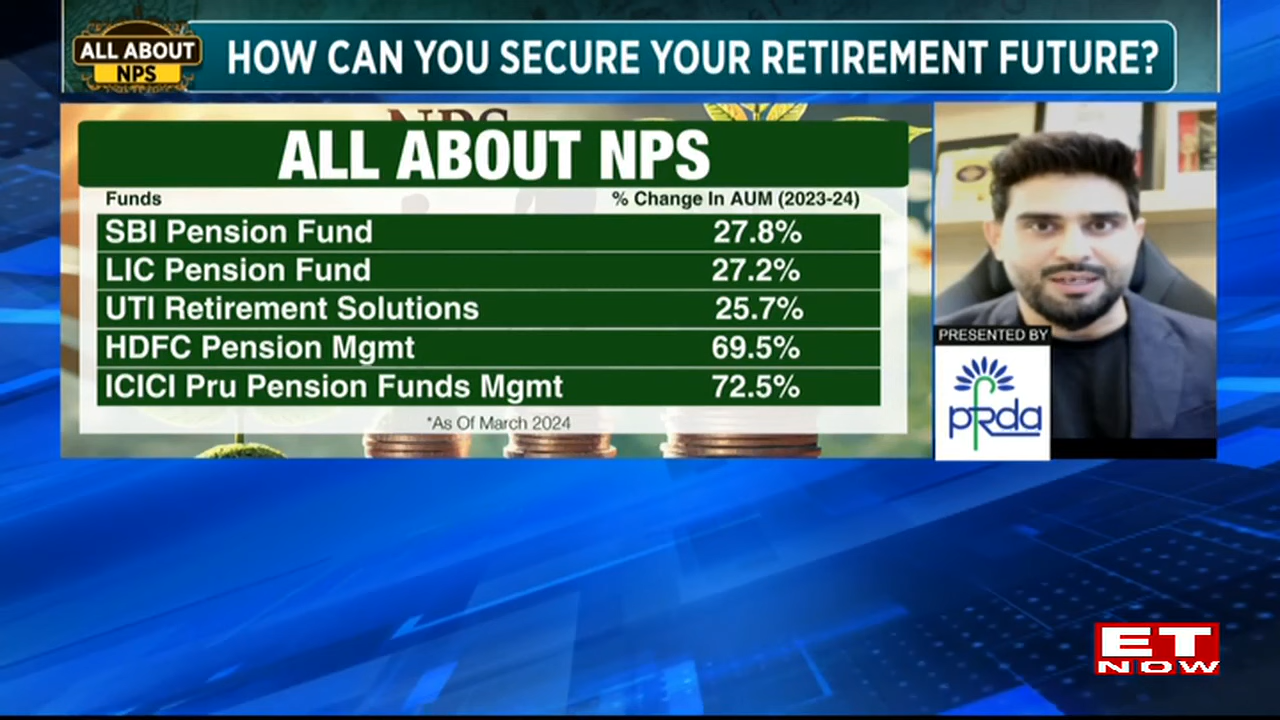 ALL ABOUT
NPS
HOW CAN YOU SECURE YOUR RETIREMENT FUTURE?
NPS
ALL ABOUT NPS
Funds % Change In AUM (2023-24)
SBI Pension Fund 27.8%
LIC Pension Fund 27.2%
UTI Retirement Solutions 25.7%
HDFC Pension Mgmt 69.5%
ICICI Pru Pension Funds Mgmt 72.5%
*As Of March 2024
PRESENTED BY
pfrda
ET
NOW